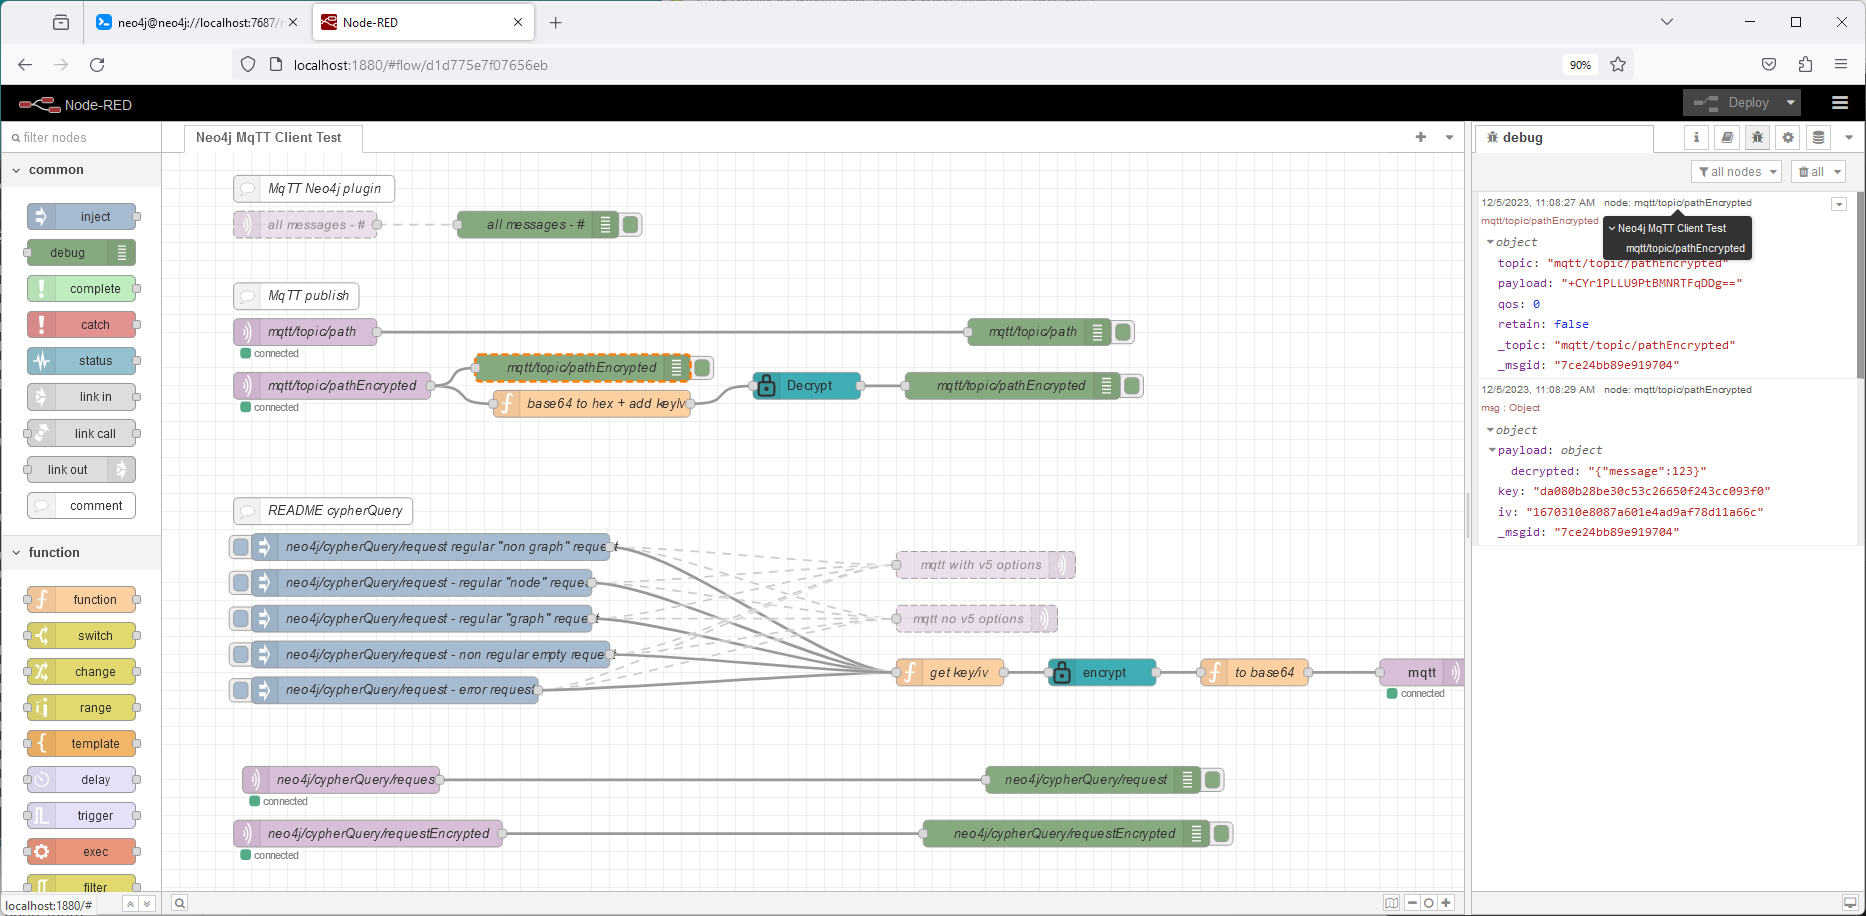 neo4j@neo4j://localhost:7687/
Node-RED
localhost:1880/#flow/d1d775e7f07656eb
90%
Node-RED
Deploy
filter nodes
common
inject
debug
complete
catch
status
link in
link call
link out
comment
function
function
switch
change
range
template
delay
trigger
exec
filter
localhost:1880/#
Neo4j MqTT Client Test
MqTT Neo4j plugin
all messages - #
all messages - #
MqTT publish
mqtt/topic/path
connected
mqtt/topic/path
mqtt/topic/pathEncrypted
mqtt/topic/pathEncrypted
connected
base64 to hex + add key/iv
Decrypt
mqtt/topic/pathEncrypted
README cypherQuery
neo4j/cypherQuery/request regular "non graph" request
neo4j/cypherQuery/request - regular "node" request
neo4j/cypherQuery/request - regular "graph" request
neo4j/cypherQuery/request - non regular empty request
neo4j/cypherQuery/request - error request
mqtt with v5 options
mqtt no v5 options
get key/iv
encrypt
to base64
mqtt
connected
neo4j/cypherQuery/request
connected
neo4j/cypherQuery/request
neo4j/cypherQuery/requestEncrypted
connected
neo4j/cypherQuery/requestEncrypted
debug
all nodes
all
12/5/2023, 11:08:27 AM node: mqtt/topic/pathEncrypted
mqtt/topic/pathEncrypted
Neo4j MqTT Client Test
mqtt/topic/pathEncrypted
object
topic: "mqtt/topic/pathEncrypted"
payload: "+CYr1PLLU9PtBMNRTFqDDg=="
qos: 0
retain: false
_topic: "mqtt/topic/pathEncrypted"
_msgid: "7ce24bb89e919704"
12/5/2023, 11:08:29 AM node: mqtt/topic/pathEncrypted
msg : Object
object
payload: object
decrypted: "{"message":123}"
key: "da080b28be30c53c26650f243cc093f0"
iv: "1670310e8087a601e4ad9af78d11a66c"
_msgid: "7ce24bb89e919704"